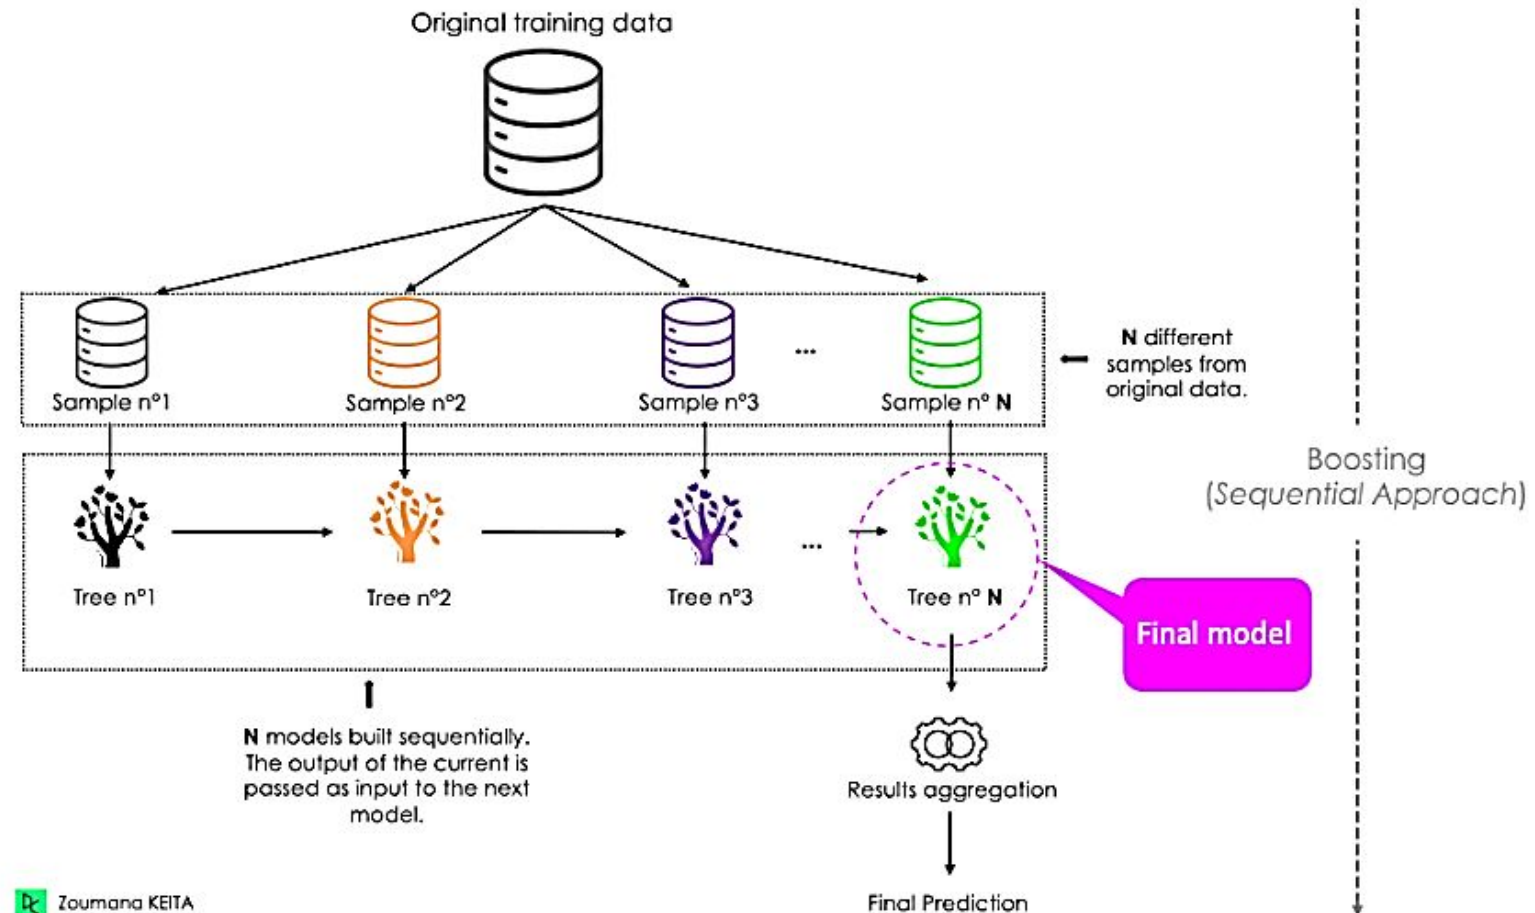 Original training data
Sample n°1
Sample n°2
Sample n°3
...
Sample n° N
N different
samples from
original data.
Boosting
(Sequential Approach)
Tree n°1
Tree n°2
Tree n°3
...
Tree n° N
Final model
N models built sequentially.
The output of the current is
passed as input to the next
model.
Results aggregation
Final Prediction
DC Zoumana KEITA